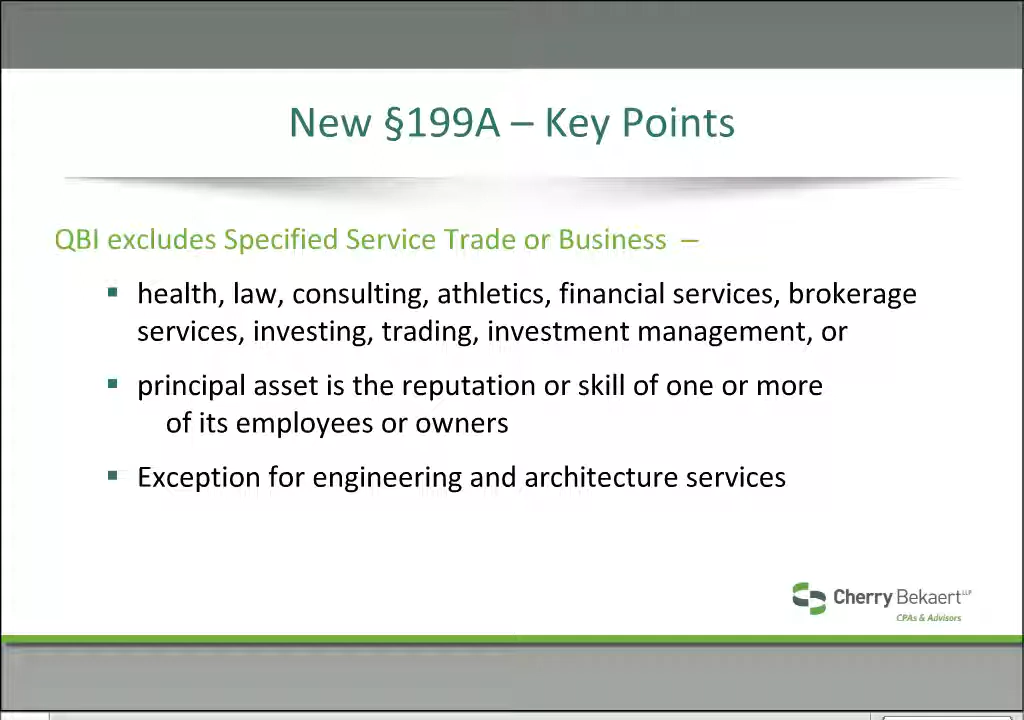 New §199A – Key Points
QBI excludes Specified Service Trade or Business –
▪ health, law, consulting, athletics, financial services, brokerage
services, investing, trading, investment management, or
▪ principal asset is the reputation or skill of one or more
of its employees or owners
▪ Exception for engineering and architecture services
Cherry Bekaert LLP
CPAs & Advisors